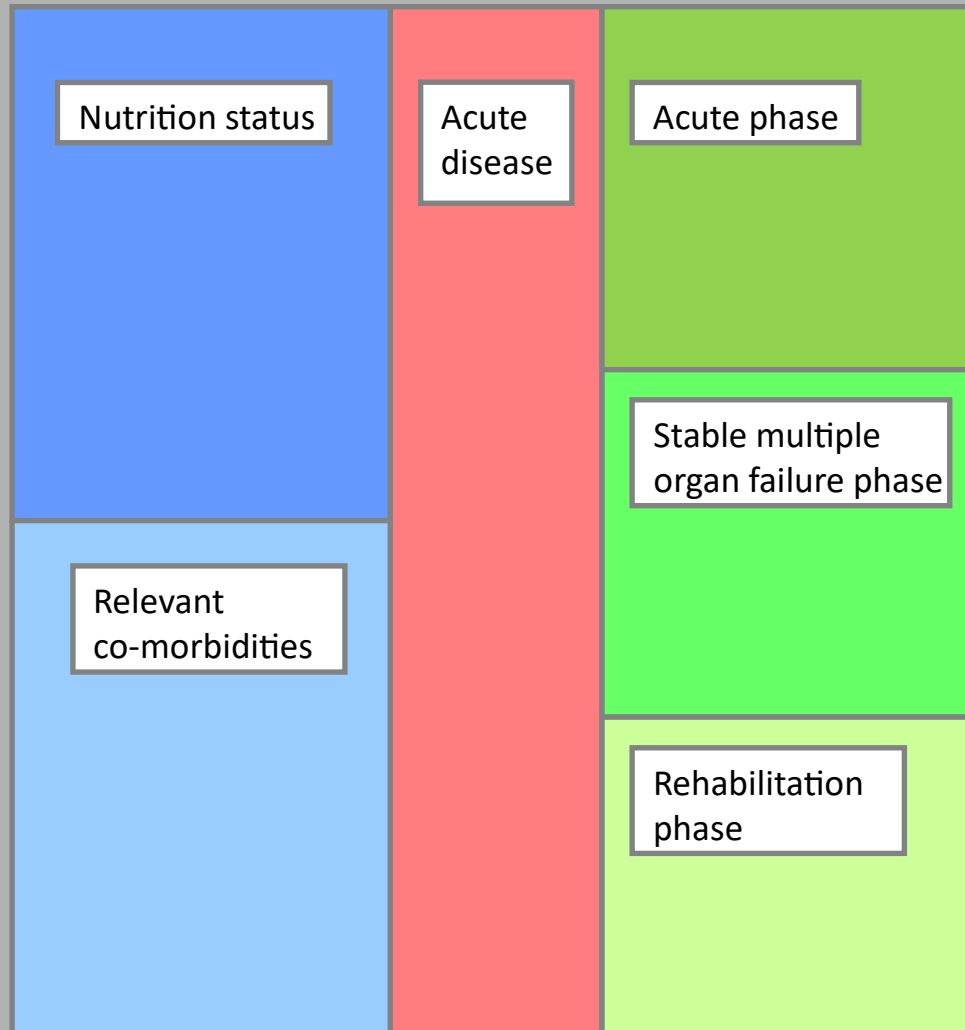 Nutrition status
Acute
disease
Acute phase
Stable multiple
organ failure phase
Relevant
co-morbidities
Rehabilitation
phase